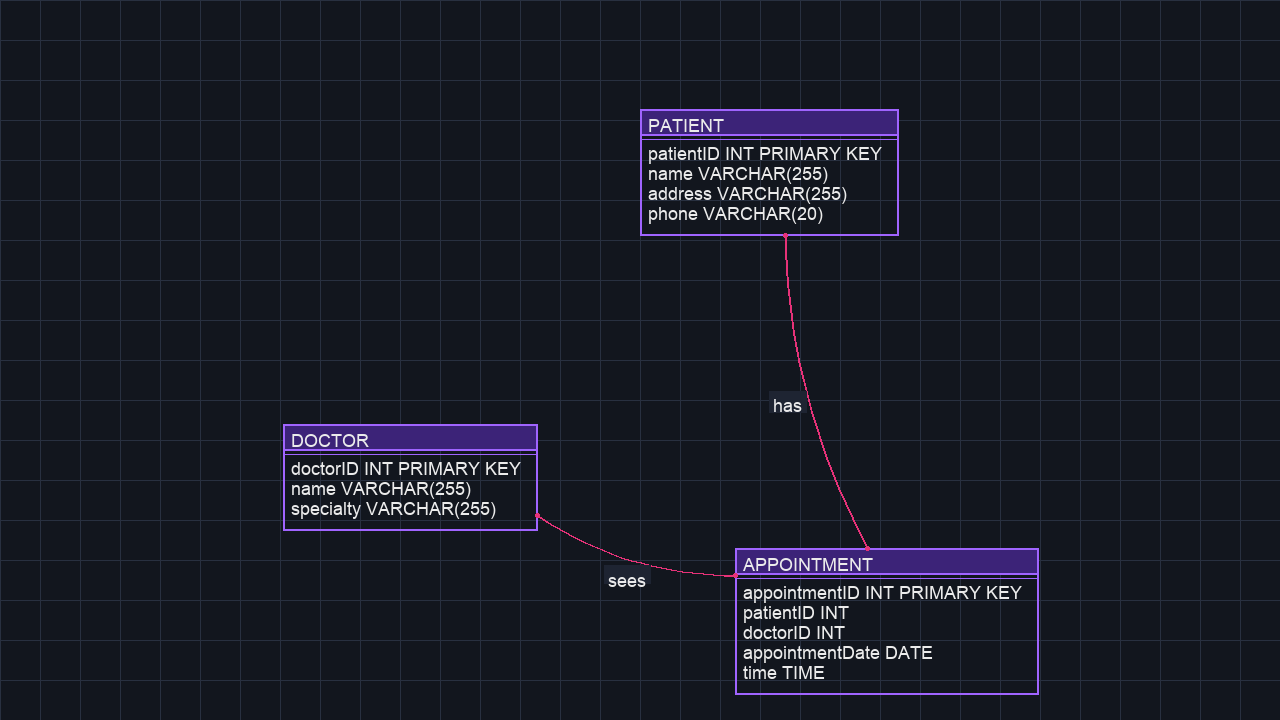 PATIENT
patientID INT PRIMARY KEY
name VARCHAR(255)
address VARCHAR(255)
phone VARCHAR(20)
has
DOCTOR
doctorID INT PRIMARY KEY
name VARCHAR(255)
specialty VARCHAR(255)
sees
APPOINTMENT
appointmentID INT PRIMARY KEY
patientID INT
doctorID INT
appointmentDate DATE
time TIME